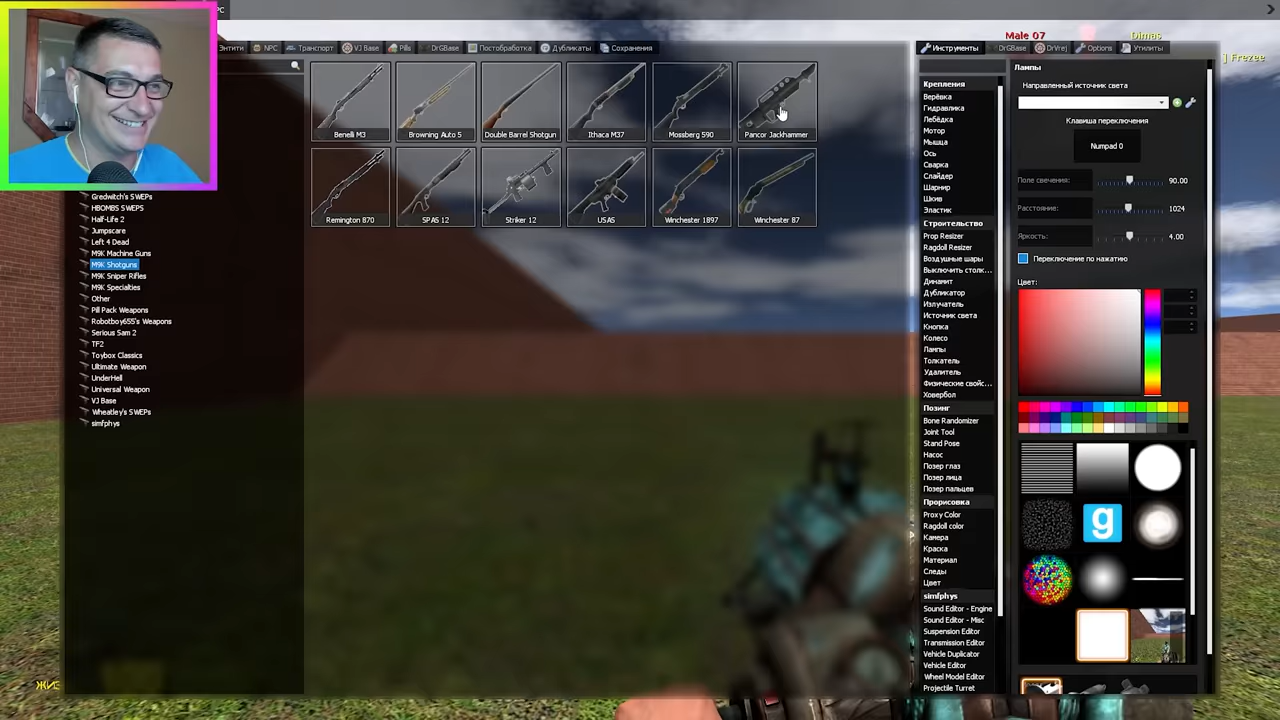 Male 07
Dimas
] Frezee
Энтити
NPC
Транспорт
VJ Base
Pills
DrGBase
Постобработка
Дубликаты
Сохранения
Инструменты
DrGBase
DrVrej
Options
Утилиты
Gredwitch's SWEPs
HBOMBS SWEPs
Half-Life 2
Jumpscare
Left 4 Dead
M9K Machine Guns
M9K Shotguns
M9K Sniper Rifles
M9K Specialties
Other
Pill Pack Weapons
Robotboy655's Weapons
Serious Sam 2
TF2
Toybox Classics
Ultimate Weapon
UnderHell
Universal Weapon
VJ Base
Wheatley's SWEPs
simfphys
Benelli M3
Browning Auto 5
Double Barrel Shotgun
Ithaca M37
Mossberg 590
Pancor Jackhammer
Remington 870
SPAS 12
Striker 12
USAS
Winchester 1897
Winchester 87
Крепления
Верёвка
Гидравлика
Лебёдка
Мотор
Мышца
Ось
Сварка
Слайдер
Шарнир
Шкив
Эластик
Строительство
Prop Resizer
Ragdoll Resizer
Воздушные шары
Выключить столк...
Динамит
Дубликатор
Излучатель
Источник света
Кнопка
Колесо
Лампы
Толкатель
Удалитель
Физические свойс...
Ховербол
Позинг
Bone Randomizer
Joint Tool
Stand Pose
Насос
Позер глаз
Позер лица
Позер пальцев
Прорисовка
Proxy Color
Ragdoll color
Камера
Краска
Материал
Следы
Цвет
simfphys
Sound Editor - Engine
Sound Editor - Misc
Suspension Editor
Transmission Editor
Vehicle Duplicator
Vehicle Editor
Wheel Model Editor
Projectile Turret
Лампы
Направленный источник света
Клавиша переключения
Numpad 0
Поле свечения:
90.00
Расстояние:
1024
Яркость:
4.00
Переключение по нажатию
Цвет:
g